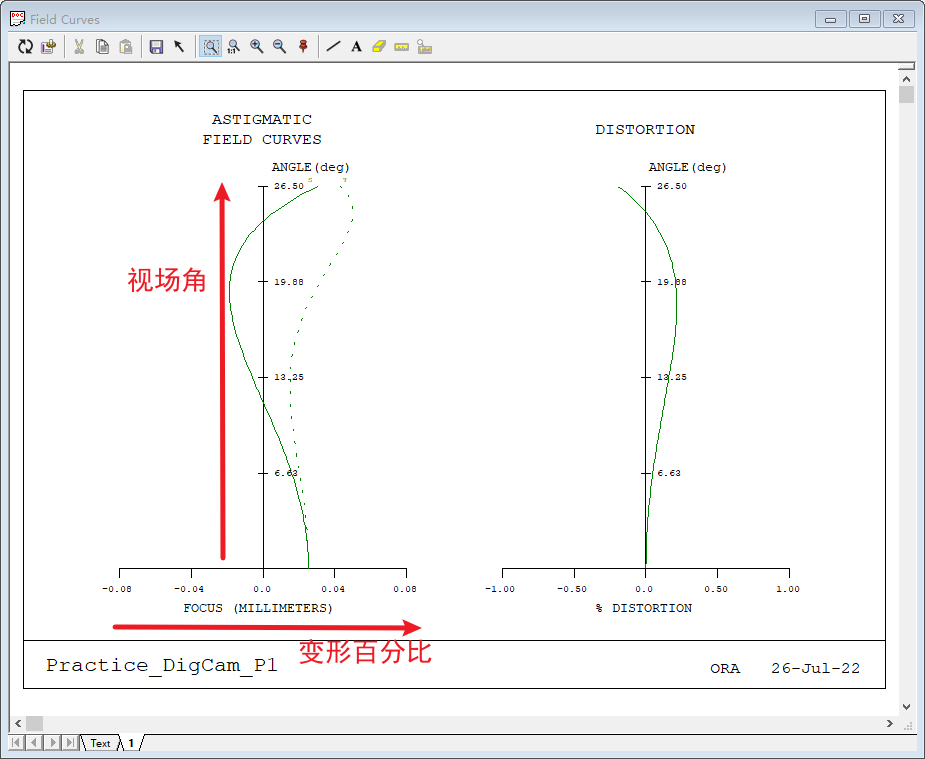 Field Curves
1:1
A
ASTIGMATIC
FIELD CURVES
ANGLE(deg)
S T
26.50
19.88
13.25
6.63
视场角
-0.08 -0.04 0.0 0.04 0.08
FOCUS (MILLIMETERS)
变形百分比
DISTORTION
ANGLE(deg)
26.50
19.88
13.25
6.63
-1.00 -0.50 0.0 0.50 1.00
% DISTORTION
Practice_DigCam_P1
ORA 26-Jul-22
Text 1